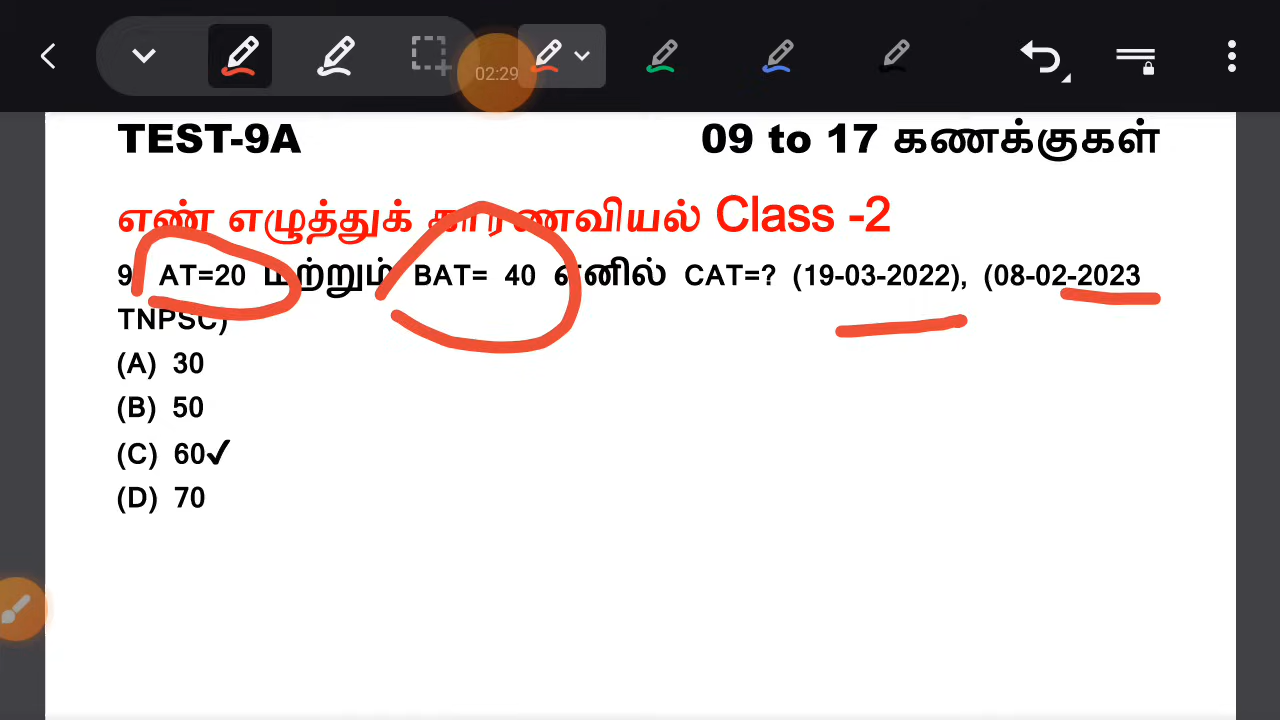 02:29
TEST-9A 09 to 17 கணக்குகள்
எண் எழுத்துக் காரணவியல் Class -2
9 AT=20 மற்றும் BAT= 40 எனில் CAT=? (19-03-2022), (08-02-2023
TNPSC)
(A) 30
(B) 50
(C) 60✓
(D) 70